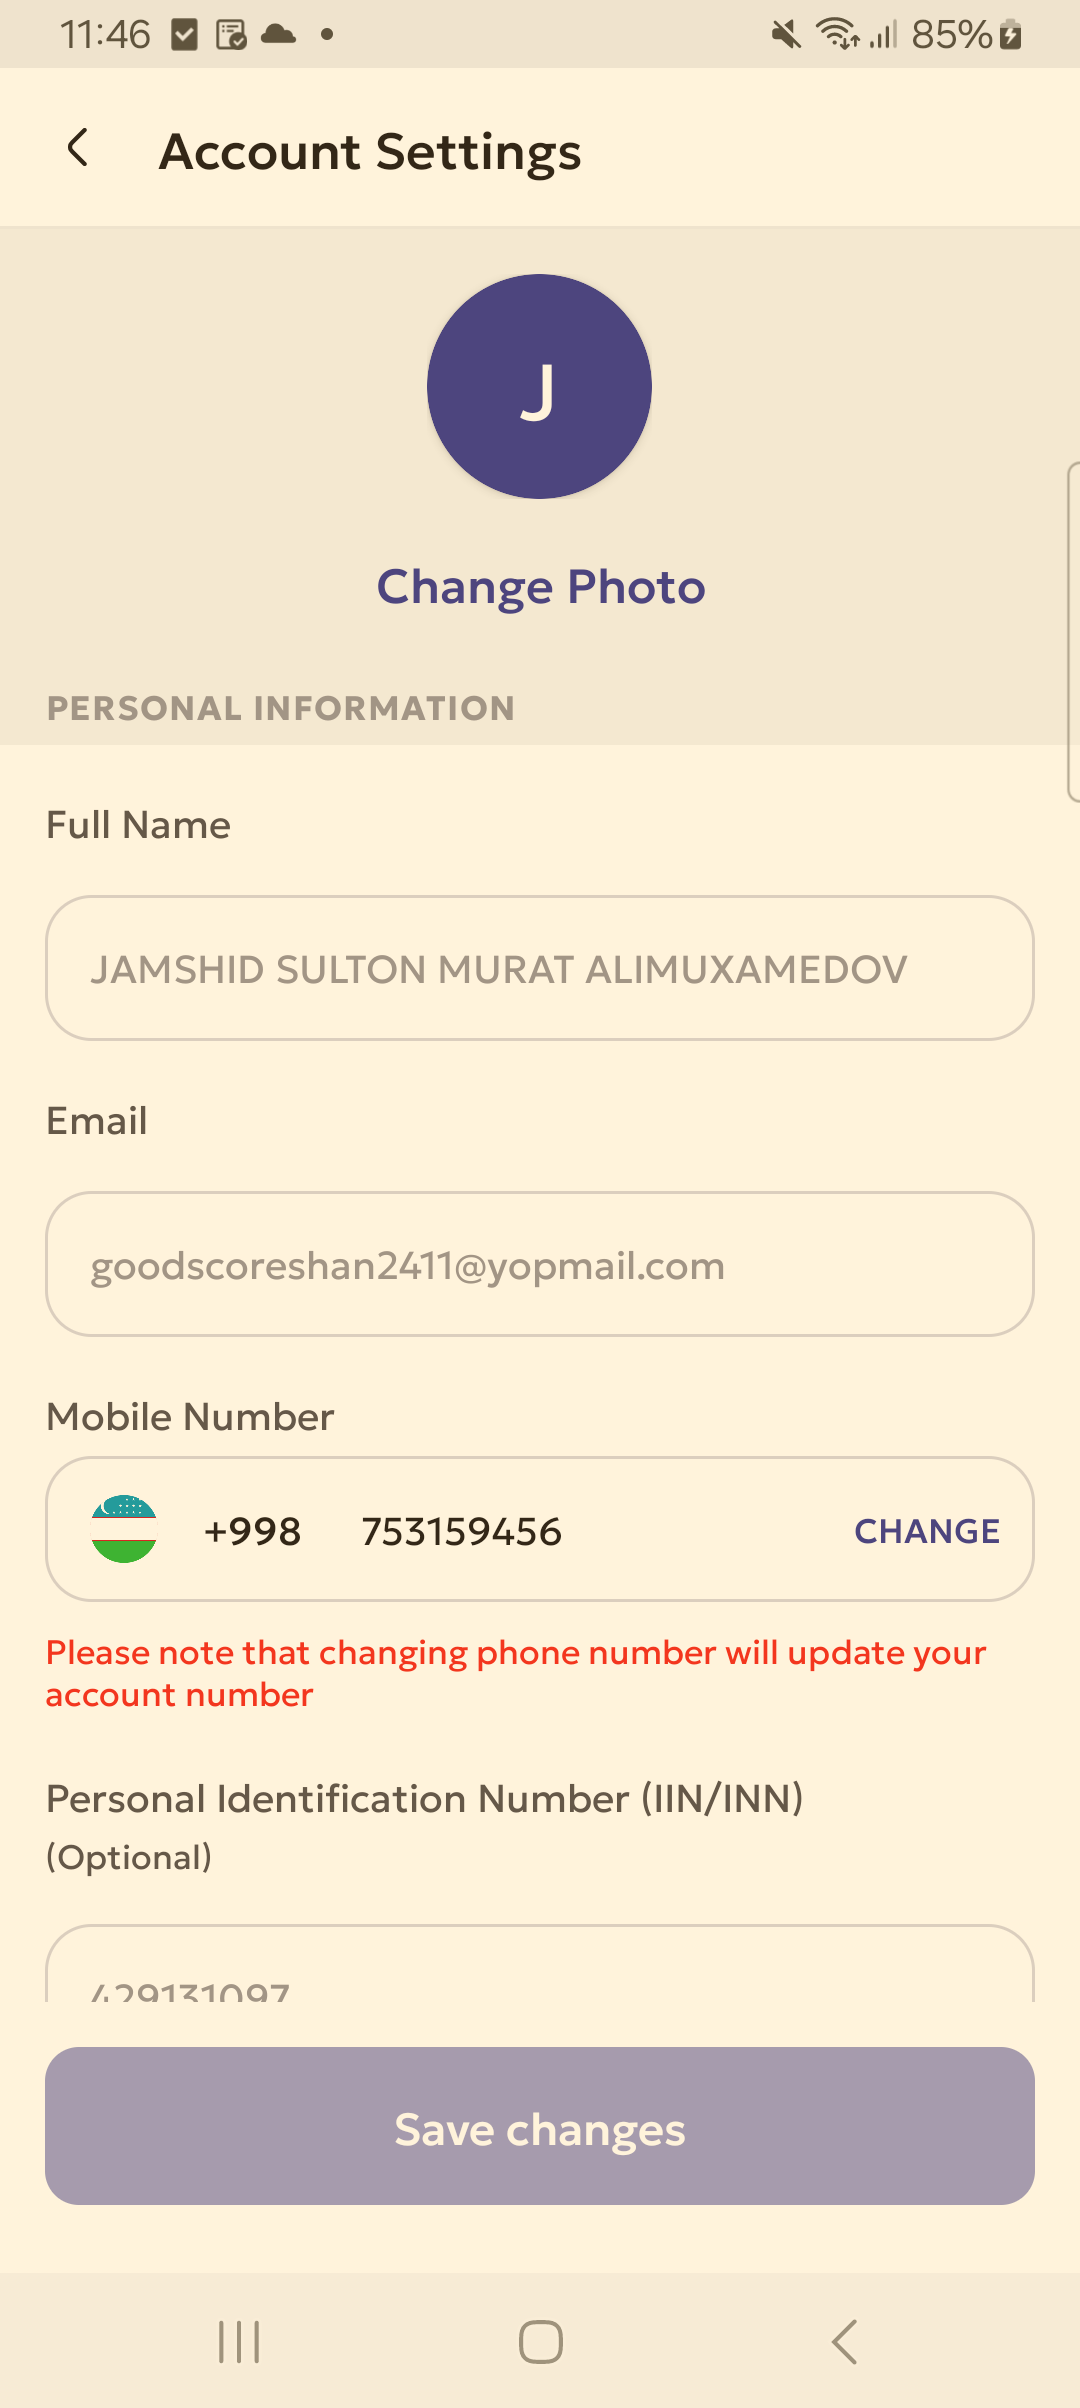 11:46
85%
Account Settings
J
Change Photo
PERSONAL INFORMATION
Full Name
JAMSHID SULTON MURAT ALIMUXAMEDOV
Email
goodscoreshan2411@yopmail.com
Mobile Number
+998 753159456 CHANGE
Please note that changing phone number will update your
account number
Personal Identification Number (IIN/INN)
(Optional)
429131097
Save changes